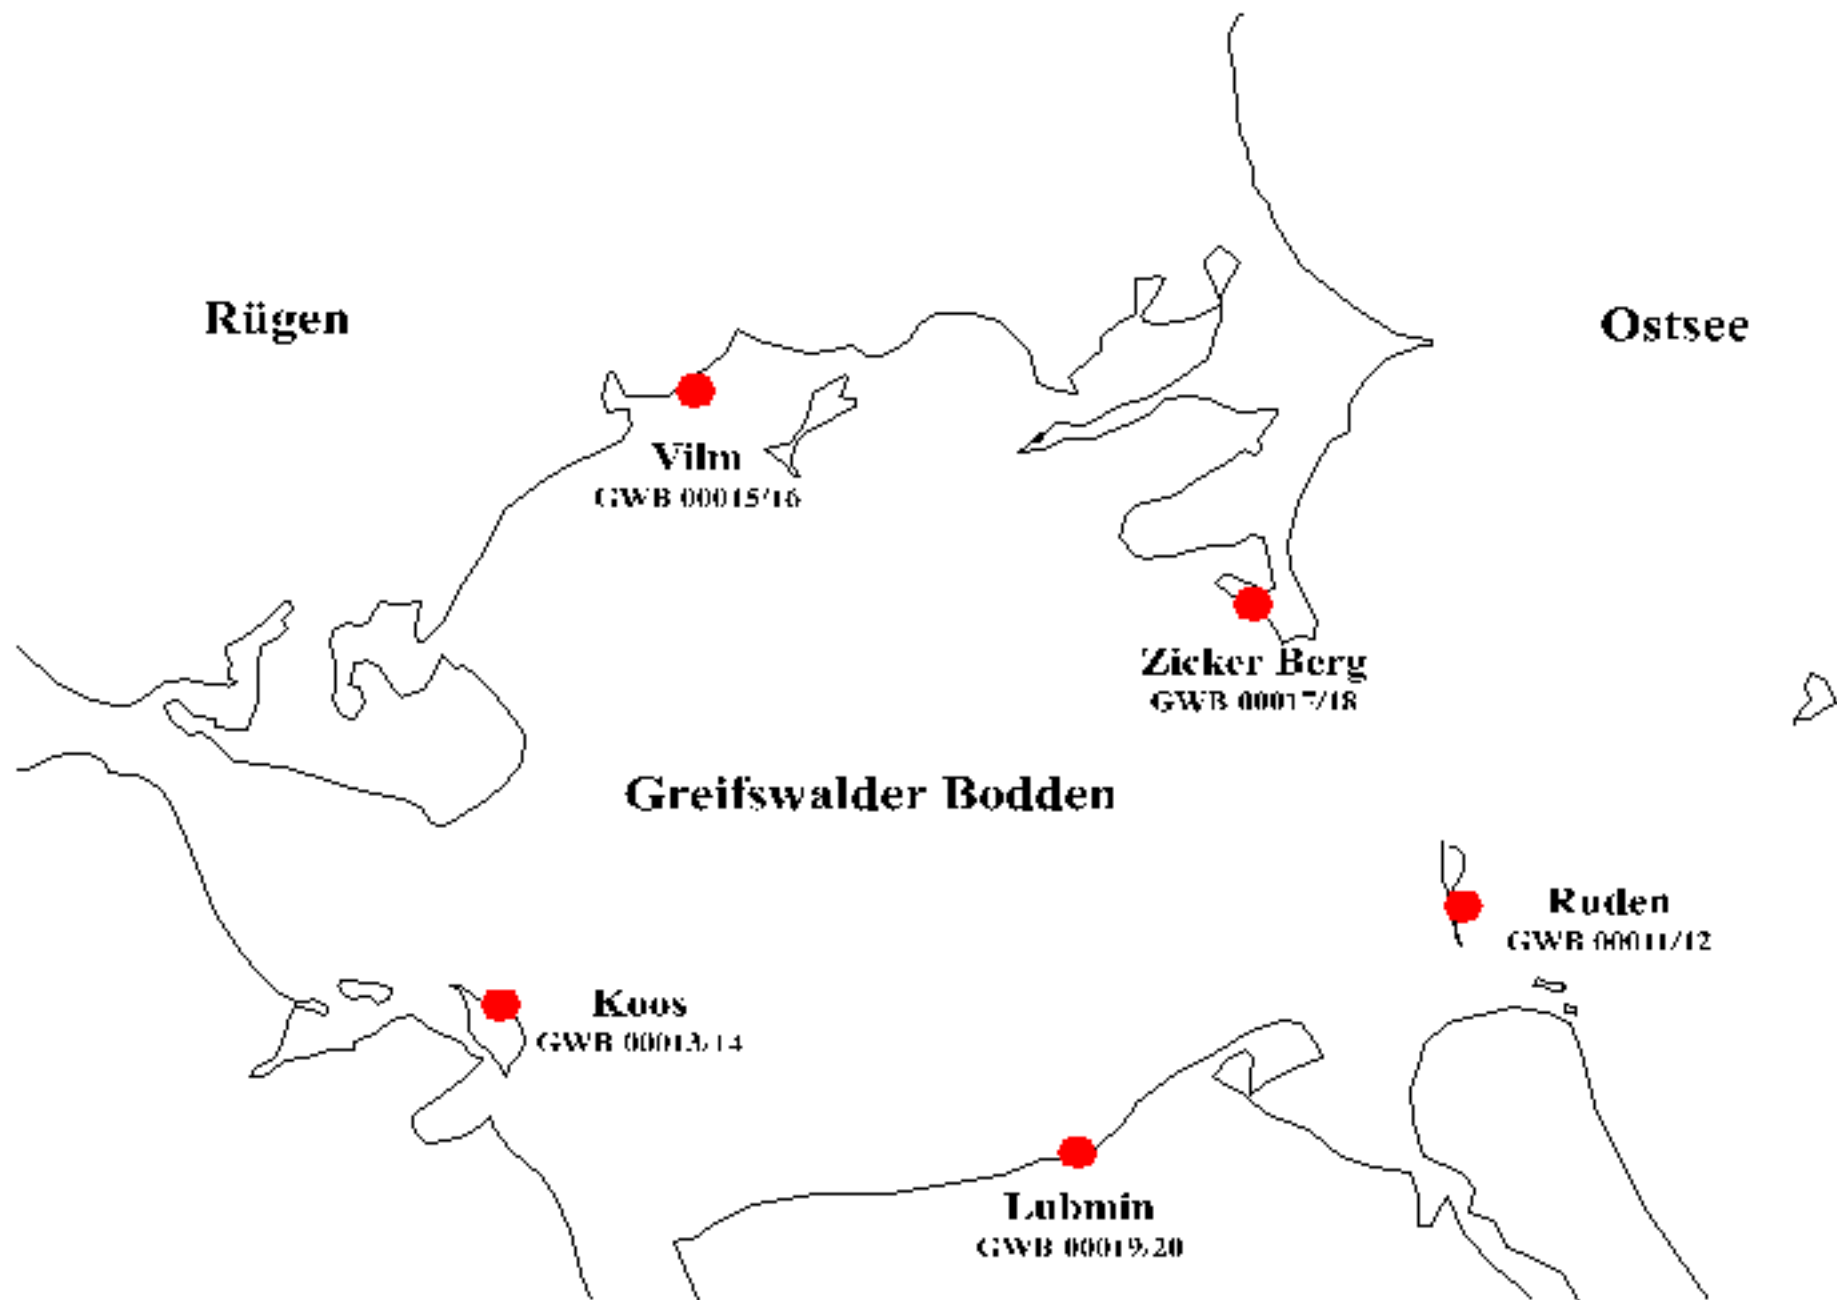 Rügen
Ostsee
Vilm
GWB 00015/16
Zicker Berg
GWB 00017/18
Greifswalder Bodden
Ruden
GWB 00011/12
Koos
GWB 00013/14
Lubmin
GWB 00019/20